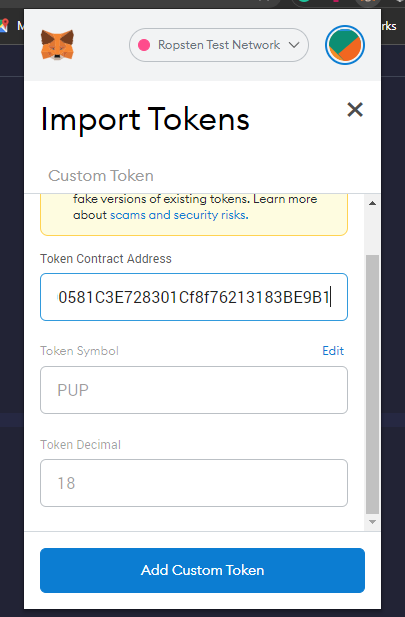 Ropsten Test Network
Import Tokens
Custom Token
fake versions of existing tokens. Learn more
about scams and security risks.
Token Contract Address
0581C3E728301Cf8f76213183BE9B1
Token Symbol
Edit
PUP
Token Decimal
18
Add Custom Token